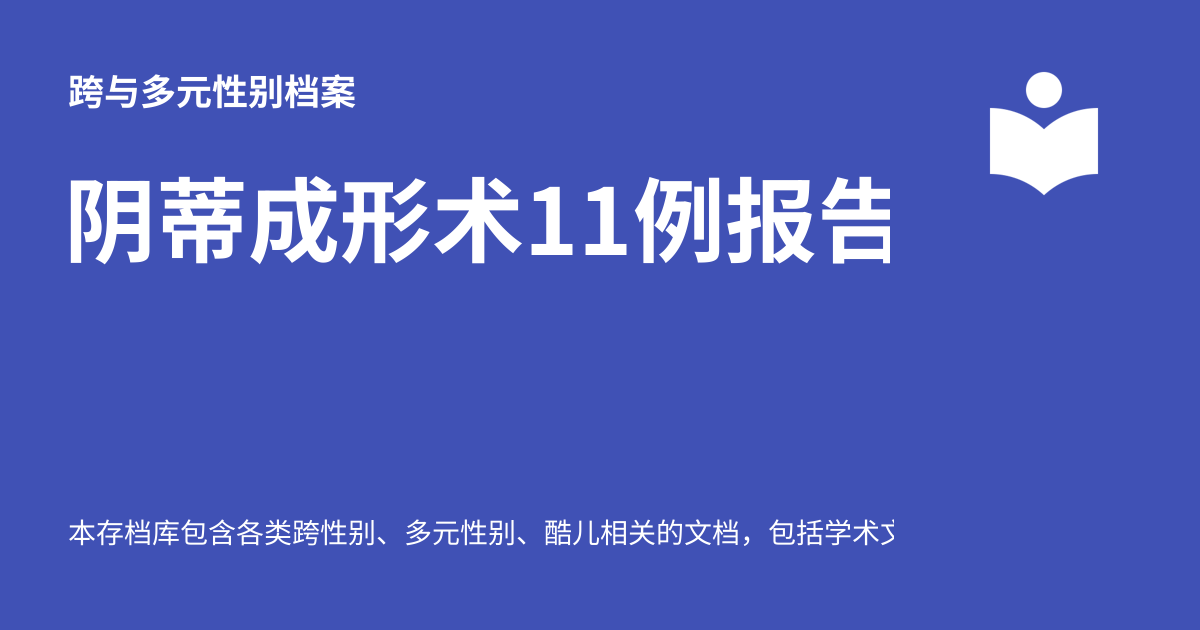 跨与多元性别档案
阴蒂成形术11例报告
本存档库包含各类跨性别、多元性别、酷儿相关的文档，包括学术文